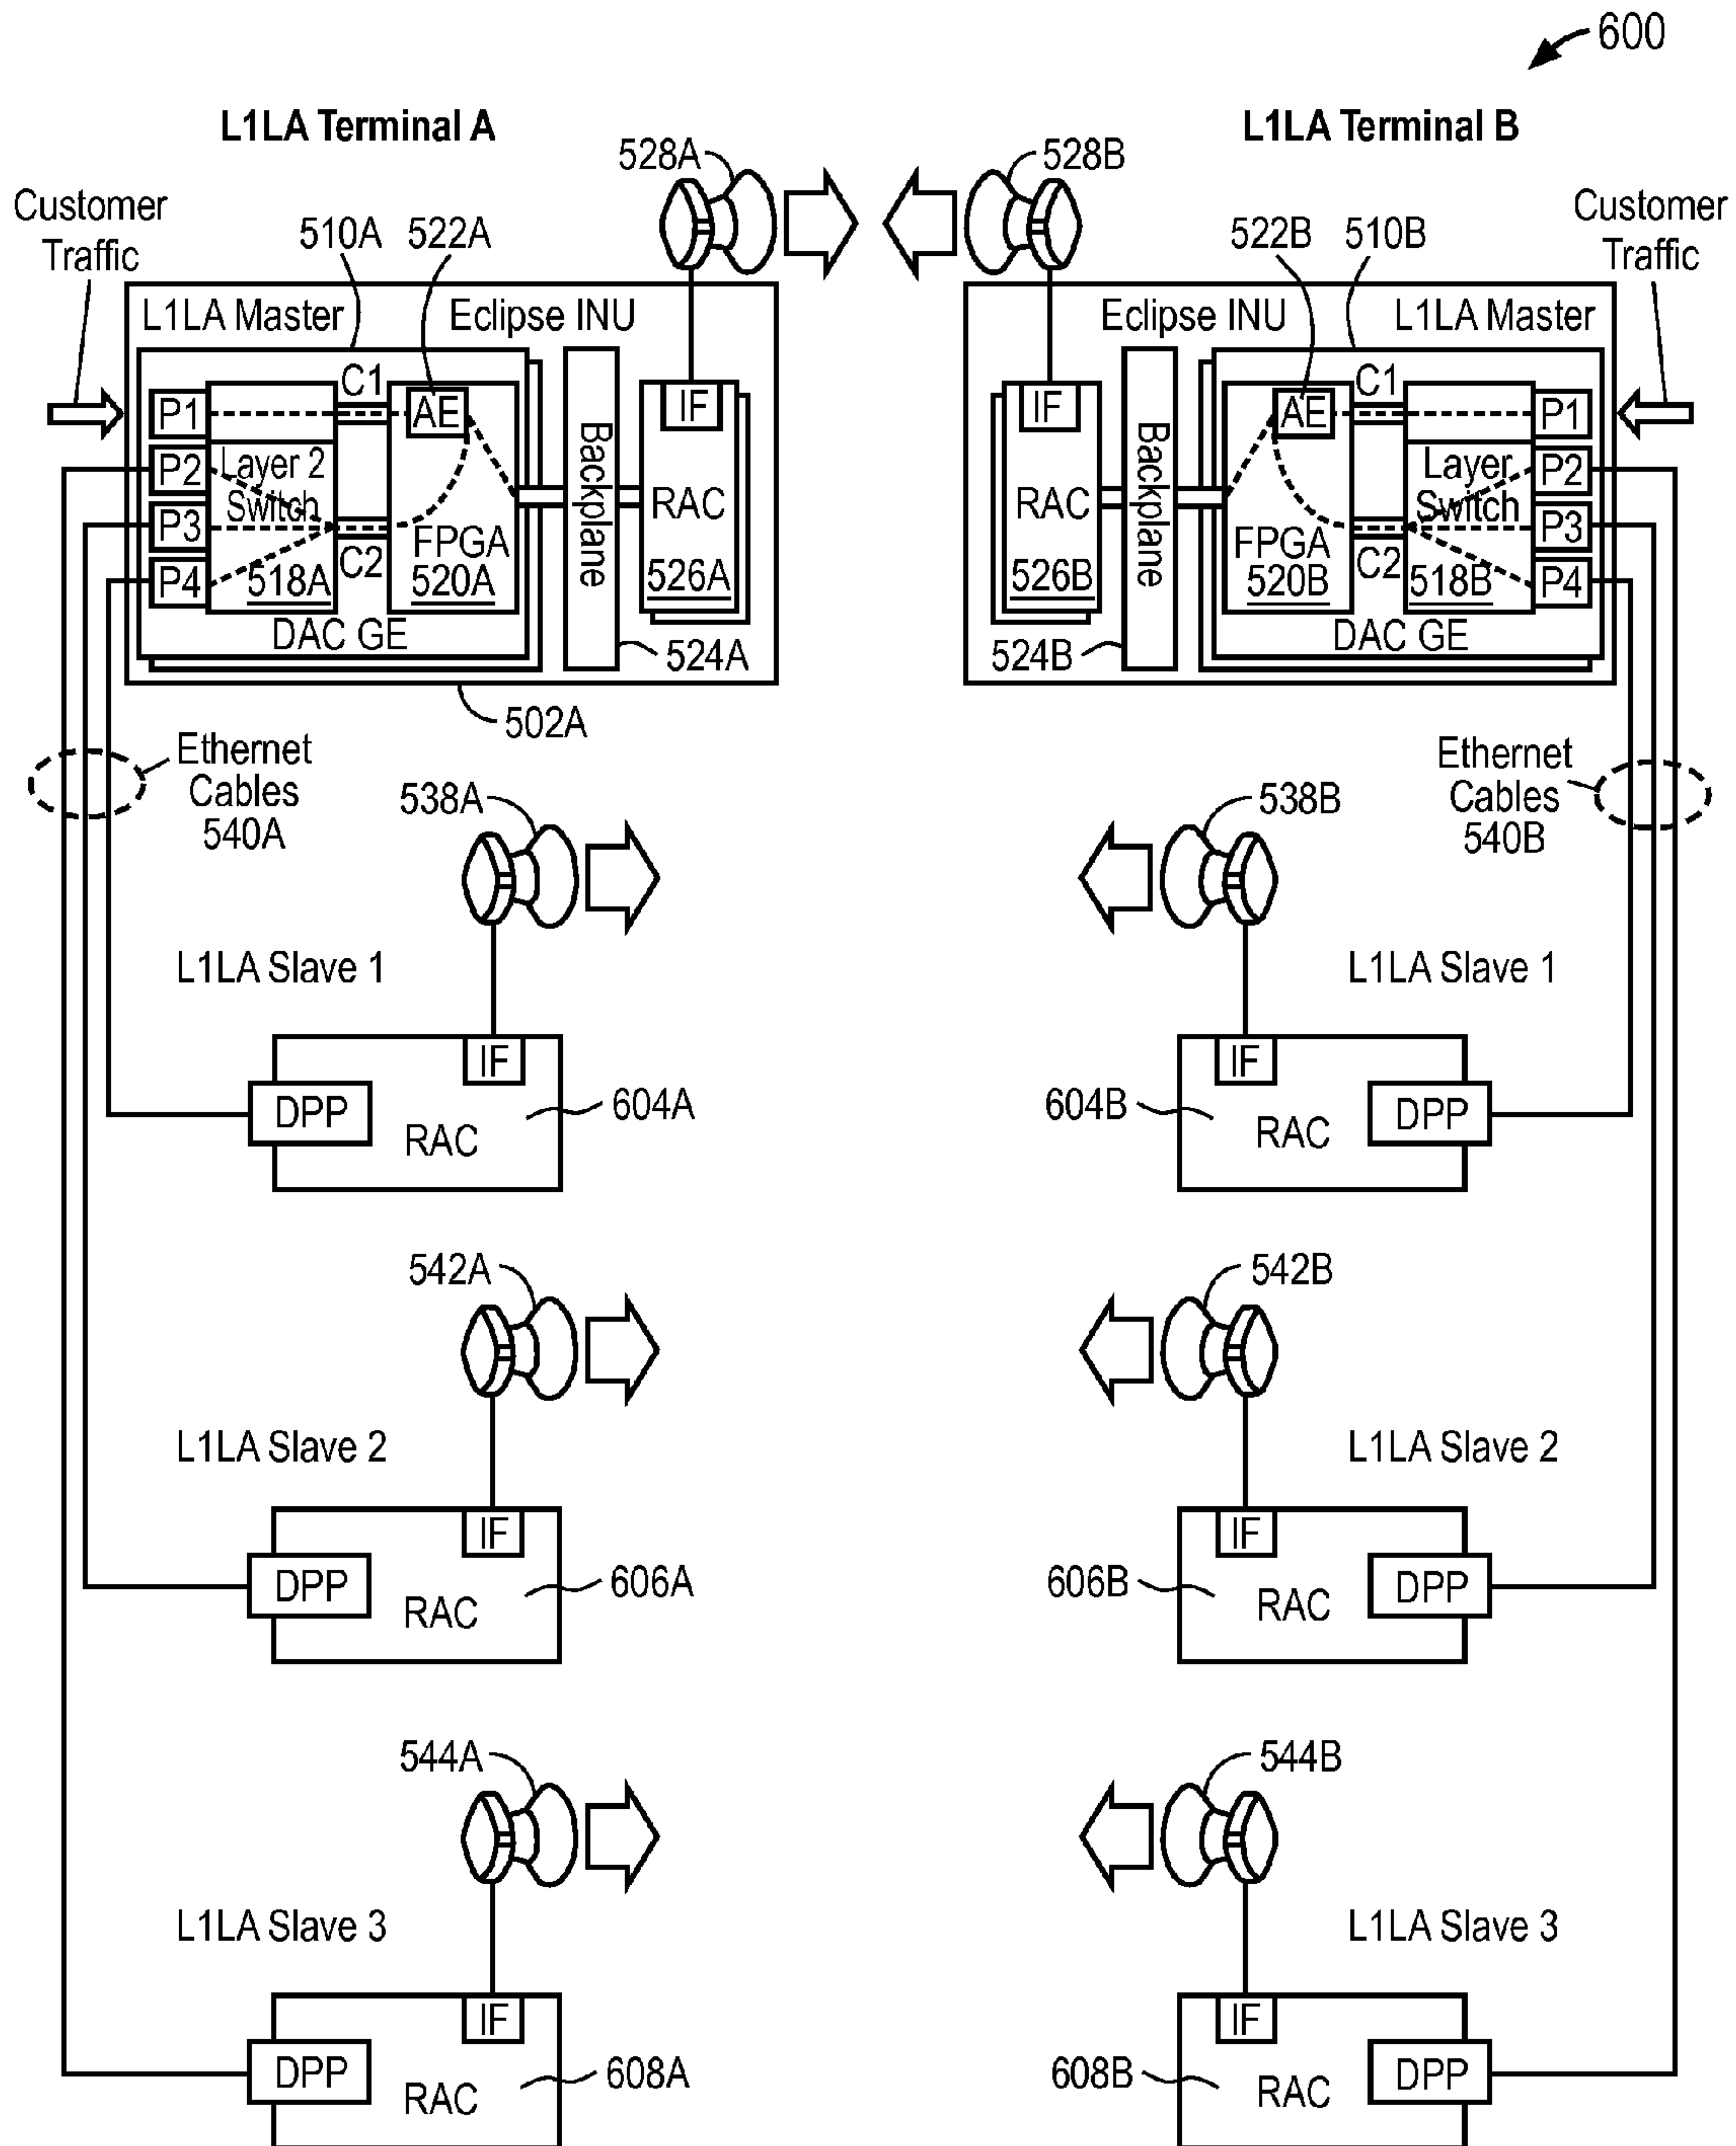 600
L1LA Terminal A
L1LA Terminal B
528A
528B
Customer
Traffic
510A
522A
522B
510B
Customer
Traffic
L1LA Master
Eclipse INU
Eclipse INU
L1LA Master
P1
P2
P3
P4
Layer 2
Switch
518A
C1
C2
AE
FPGA
520A
DAC GE
Backplane
IF
RAC
526A
524A
502A
IF
RAC
526B
524B
Backplane
AE
FPGA
520B
C1
C2
Layer
Switch
518B
P1
P2
P3
P4
DAC GE
Ethernet
Cables
540A
Ethernet
Cables
540B
538A
538B
L1LA Slave 1
L1LA Slave 1
IF
DPP
RAC
604A
604B
IF
RAC
DPP
542A
542B
L1LA Slave 2
L1LA Slave 2
IF
DPP
RAC
606A
606B
IF
RAC
DPP
544A
544B
L1LA Slave 3
L1LA Slave 3
IF
DPP
RAC
608A
608B
IF
RAC
DPP